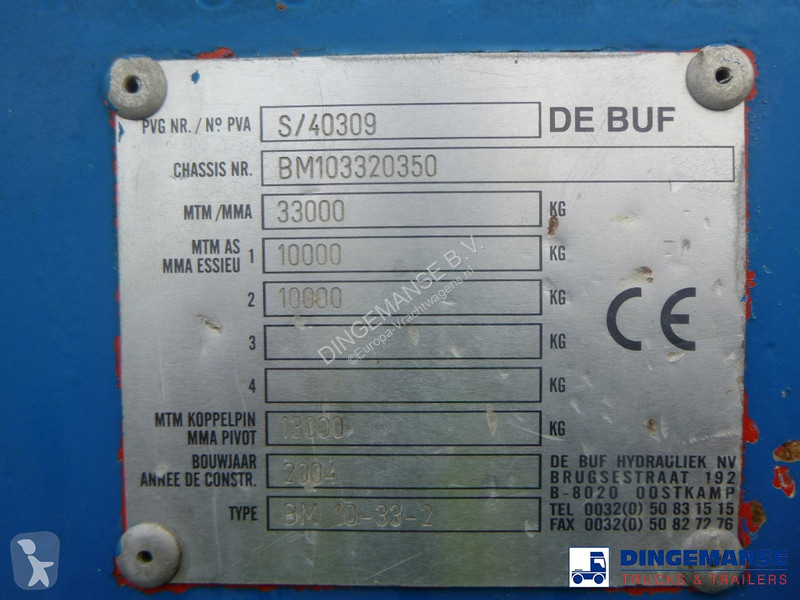 PVG NR. / Nº PVA S/40309 DE BUF
CHASSIS NR. BM103320350
MTM /MMA 33000 KG
MTM AS
MMA ESSIEU 1 10000 KG
2 10000 KG
3 KG
4 KG
MTM KOPPELPIN
MMA PIVOT 13000 KG
BOUWJAAR
ANNEE DE CONSTR. 2004
TYPE BM 10-33-2
CE
DE BUF HYDRAULIEK NV
BRUGSESTRAAT 192
B-8020 OOSTKAMP
TEL 0032(0) 50 83 15 15
FAX 0032(0) 50 82 72 76
DINGEMANSE B.V.
©Europa-Vrachtwagens.nl
DINGEMANSE
TRUCKS & TRAILERS